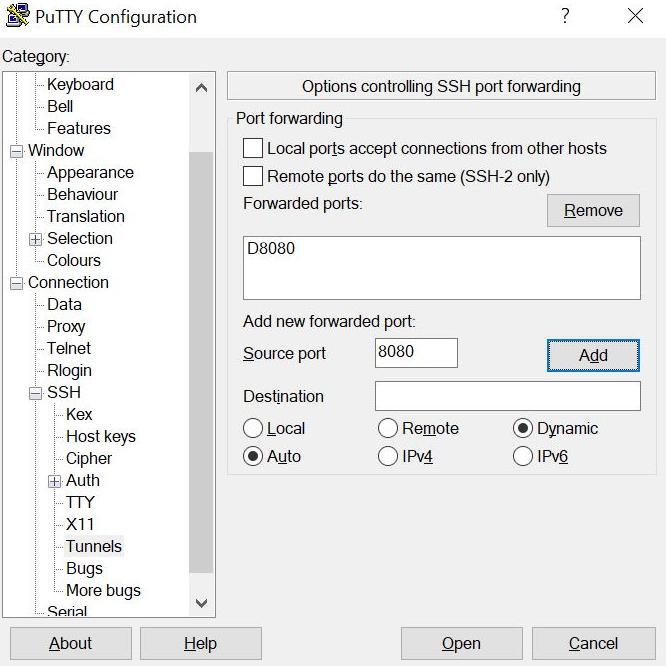 PuTTY Configuration
Category:
Keyboard
Bell
Features
Window
Appearance
Behaviour
Translation
Selection
Colours
Connection
Data
Proxy
Telnet
Rlogin
SSH
Kex
Host keys
Cipher
Auth
TTY
X11
Tunnels
Bugs
More bugs
Serial
Options controlling SSH port forwarding
Port forwarding
Local ports accept connections from other hosts
Remote ports do the same (SSH-2 only)
Forwarded ports:
Remove
D8080
Add new forwarded port:
Source port 8080 Add
Destination
Local Remote Dynamic
Auto IPv4 IPv6
About Help Open Cancel